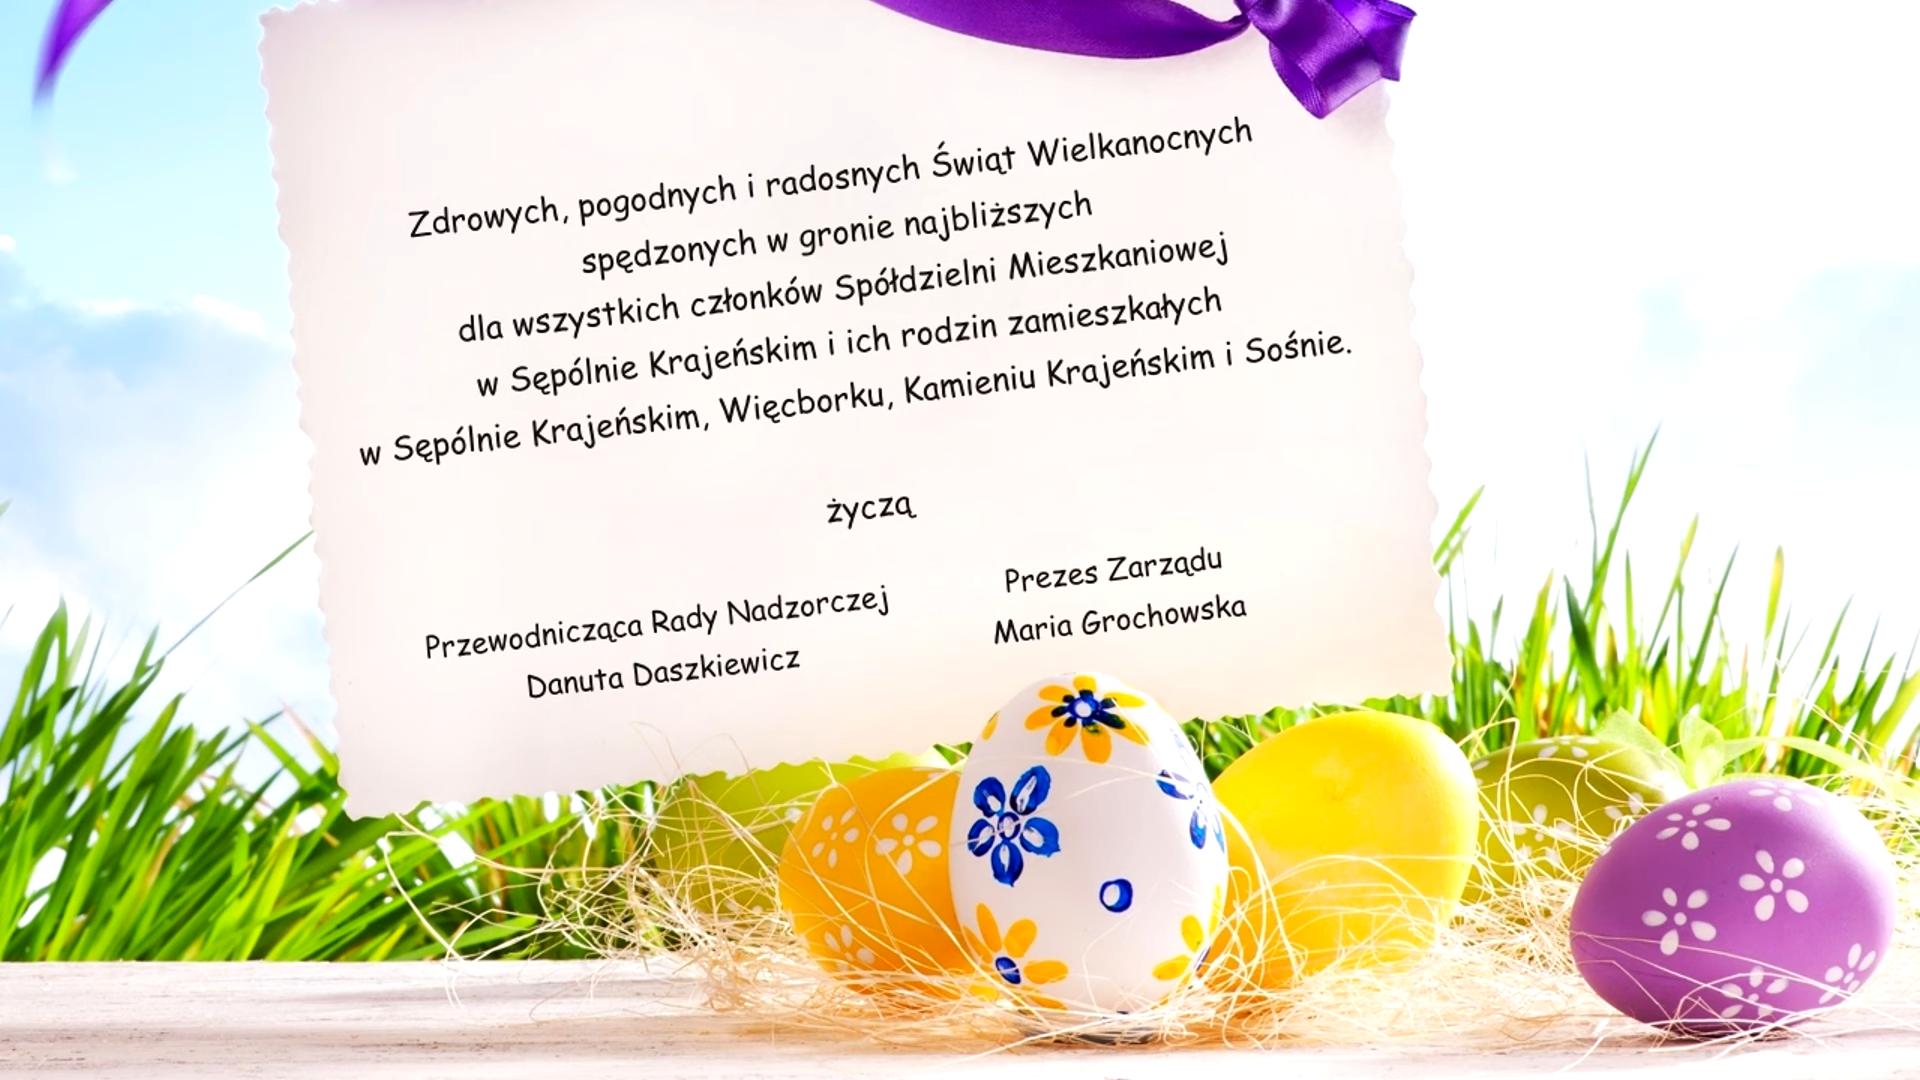 Zdrowych, pogodnych i radosnych Świąt Wielkanocnych
spędzonych w gronie najbliższych
dla wszystkich członków Spółdzielni Mieszkaniowej
w Sępólnie Krajeńskim i ich rodzin zamieszkałych
w Sępólnie Krajeńskim, Więcborku, Kamieniu Krajeńskim i Sośnie.
życzą
Przewodnicząca Rady Nadzorczej
Danuta Daszkiewicz
Prezes Zarządu
Maria Grochowska